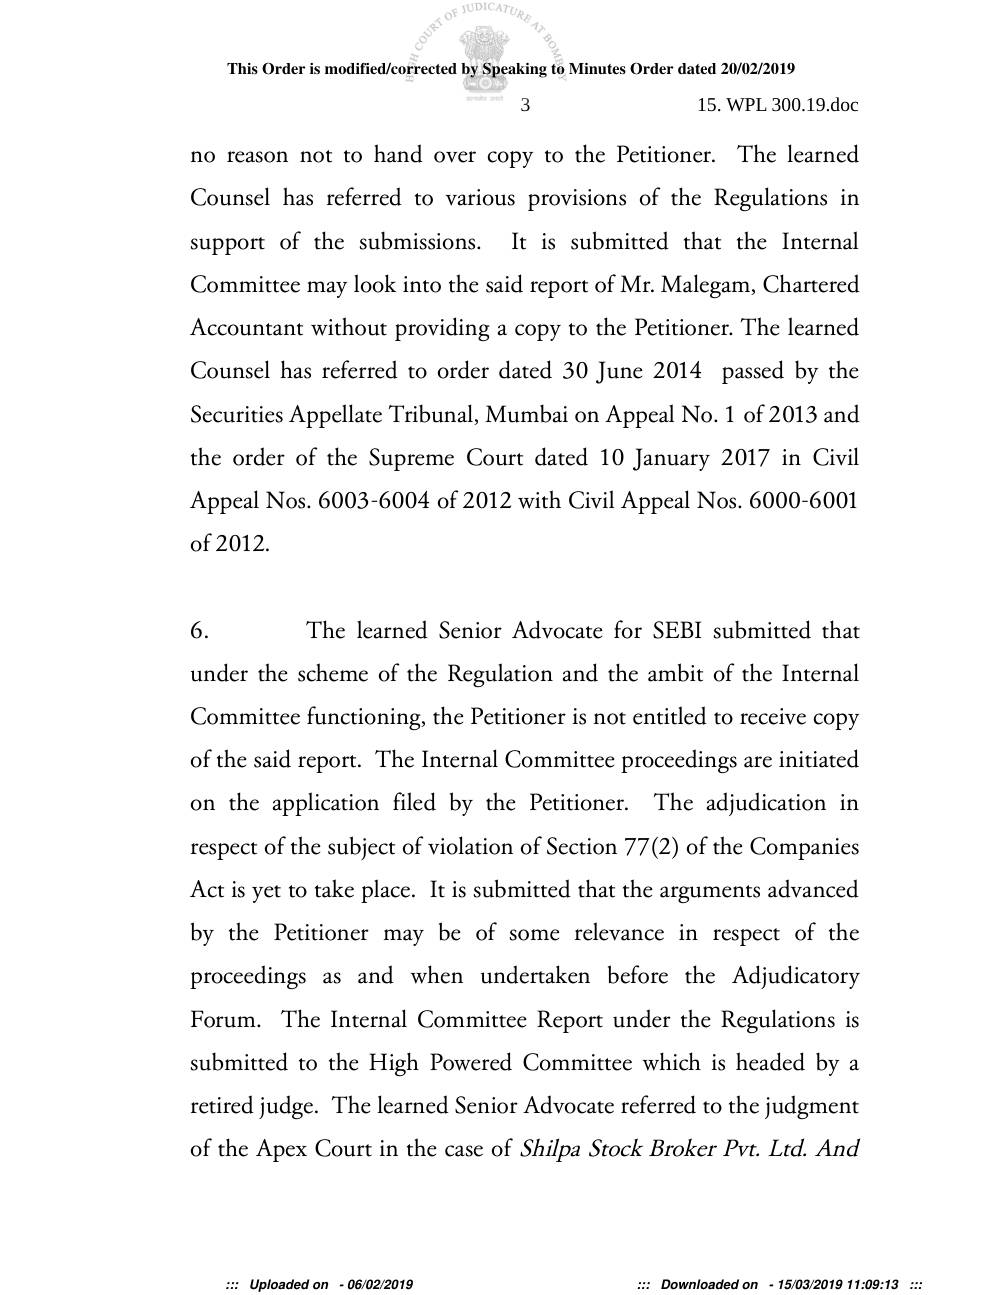 HIGH COURT OF JUDICATURE AT BOMBAY
This Order is modified/corrected by Speaking to Minutes Order dated 20/02/2019
3 15. WPL 300.19.doc
no reason not to hand over copy to the Petitioner. The learned
Counsel has referred to various provisions of the Regulations in
support of the submissions. It is submitted that the Internal
Committee may look into the said report of Mr. Malegam, Chartered
Accountant without providing a copy to the Petitioner. The learned
Counsel has referred to order dated 30 June 2014 passed by the
Securities Appellate Tribunal, Mumbai on Appeal No. 1 of 2013 and
the order of the Supreme Court dated 10 January 2017 in Civil
Appeal Nos. 6003-6004 of 2012 with Civil Appeal Nos. 6000-6001
of 2012.
6. The learned Senior Advocate for SEBI submitted that
under the scheme of the Regulation and the ambit of the Internal
Committee functioning, the Petitioner is not entitled to receive copy
of the said report. The Internal Committee proceedings are initiated
on the application filed by the Petitioner. The adjudication in
respect of the subject of violation of Section 77(2) of the Companies
Act is yet to take place. It is submitted that the arguments advanced
by the Petitioner may be of some relevance in respect of the
proceedings as and when undertaken before the Adjudicatory
Forum. The Internal Committee Report under the Regulations is
submitted to the High Powered Committee which is headed by a
retired judge. The learned Senior Advocate referred to the judgment
of the Apex Court in the case of Shilpa Stock Broker Pvt. Ltd. And
::: Uploaded on - 06/02/2019 ::: Downloaded on - 15/03/2019 11:09:13 :::